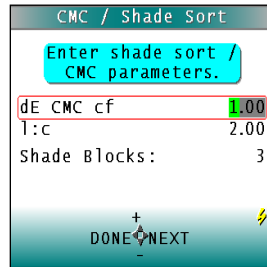 CMC / Shade Sort
Enter shade sort /
CMC parameters.
dE CMC cf 1.00
l:c 2.00
Shade Blocks: 3
+
DONE NEXT
-